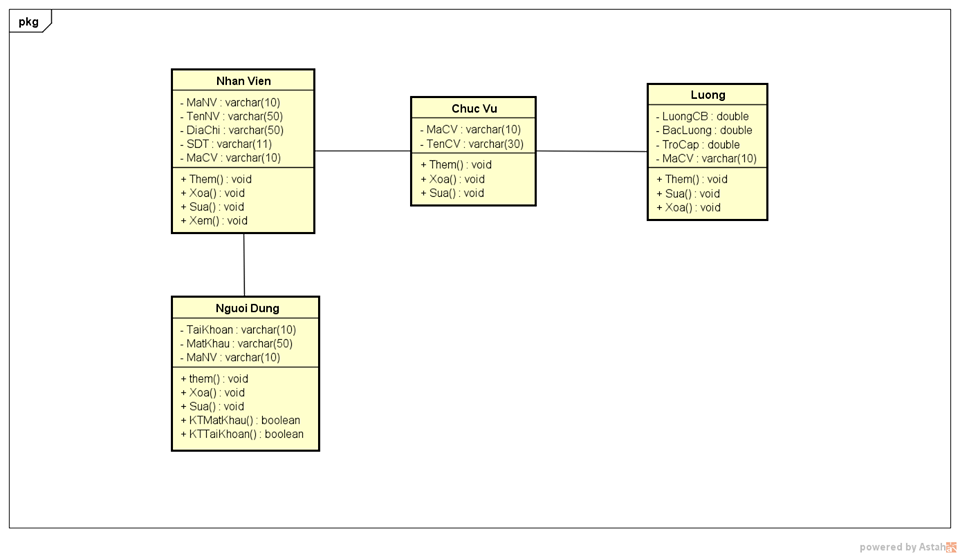 pkg
Nhan Vien
- MaNV : varchar(10)
- TenNV : varchar(50)
- DiaChi : varchar(50)
- SDT : varchar(11)
- MaCV : varchar(10)
+ Them() : void
+ Xoa() : void
+ Sua() : void
+ Xem() : void
Chuc Vu
- MaCV : varchar(10)
- TenCV : varchar(30)
+ Them() : void
+ Xoa() : void
+ Sua() : void
Luong
- LuongCB : double
- BacLuong : double
- TroCap : double
- MaCV : varchar(10)
+ Them() : void
+ Sua() : void
+ Xoa() : void
Nguoi Dung
- TaiKhoan : varchar(10)
- MatKhau : varchar(50)
- MaNV : varchar(10)
+ them() : void
+ Xoa() : void
+ Sua() : void
+ KTMatKhau() : boolean
+ KTTaiKhoan() : boolean
powered by Astah